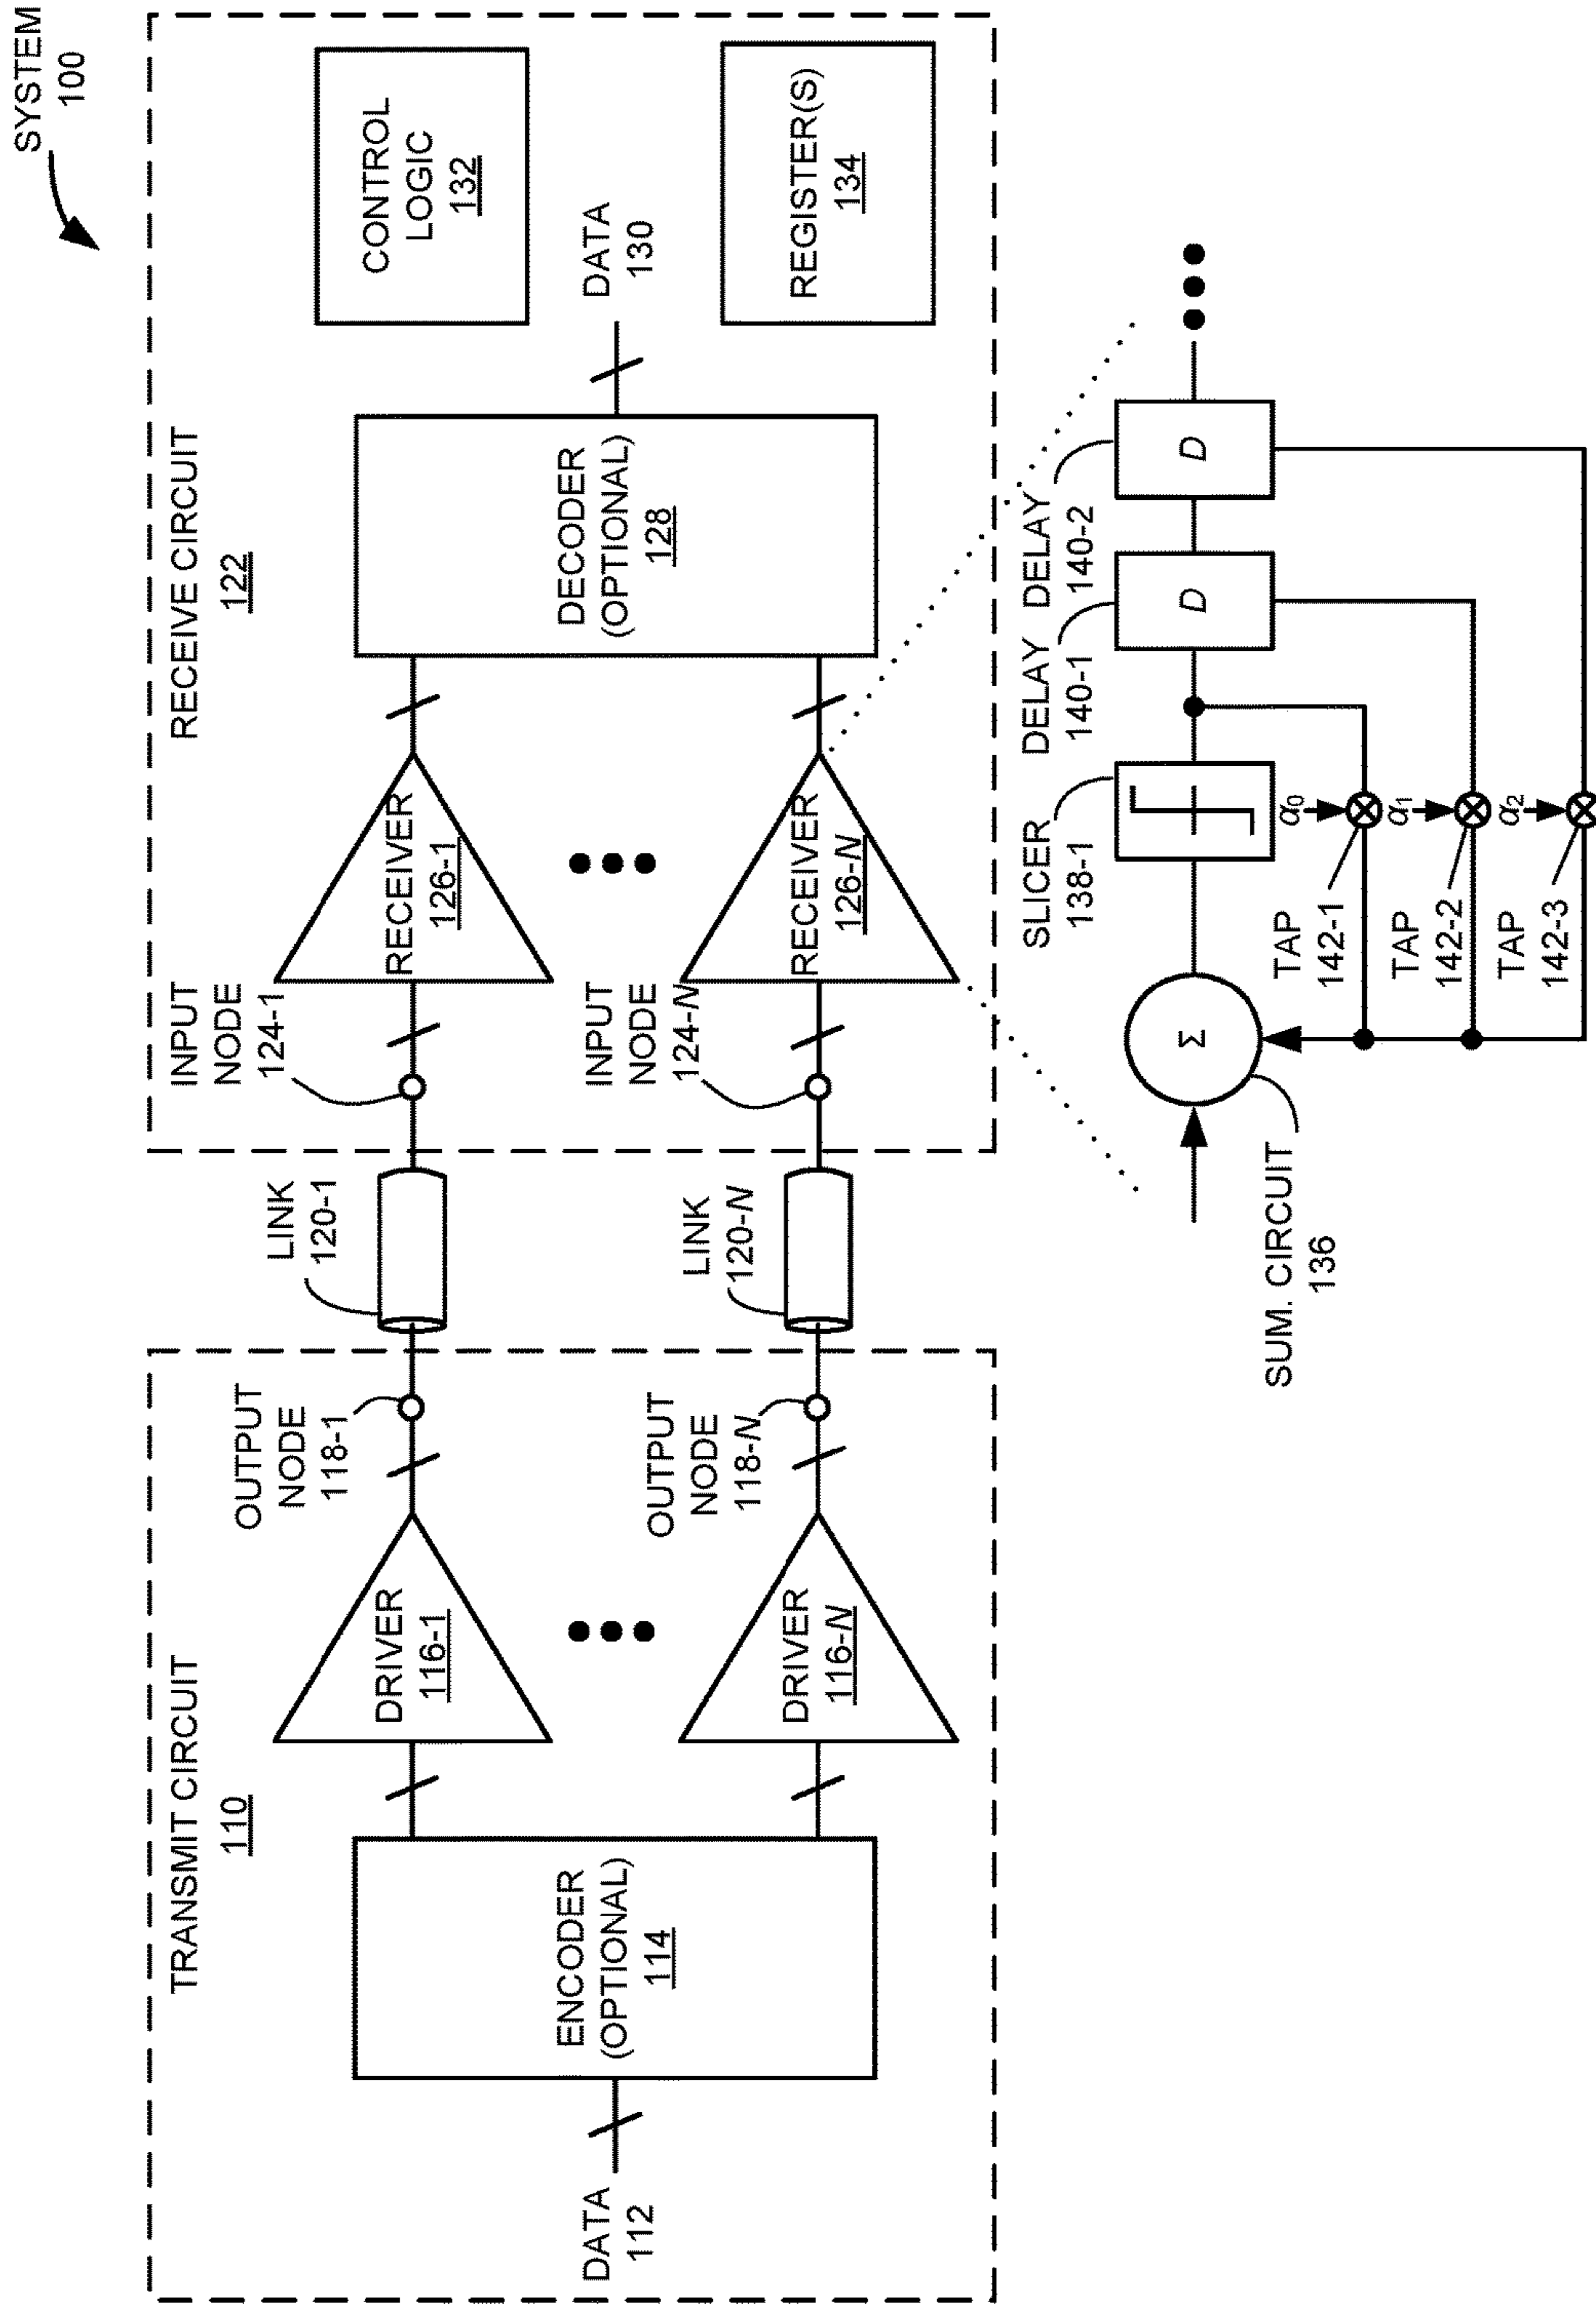 SYSTEM
100
TRANSMIT CIRCUIT
110
DATA
112
ENCODER
(OPTIONAL)
114
DRIVER
116-1
DRIVER
116-N
OUTPUT
NODE
118-1
OUTPUT
NODE
118-N
LINK
120-1
LINK
120-N
RECEIVE CIRCUIT
122
INPUT
NODE
124-1
INPUT
NODE
124-N
RECEIVER
126-1
RECEIVER
126-N
DECODER
(OPTIONAL)
128
DATA
130
CONTROL
LOGIC
132
REGISTER(S)
134
SUM. CIRCUIT
136
Σ
SLICER
138-1
DELAY
140-1
D
DELAY
140-2
D
TAP
142-1
α0
TAP
142-2
α1
TAP
142-3
α2